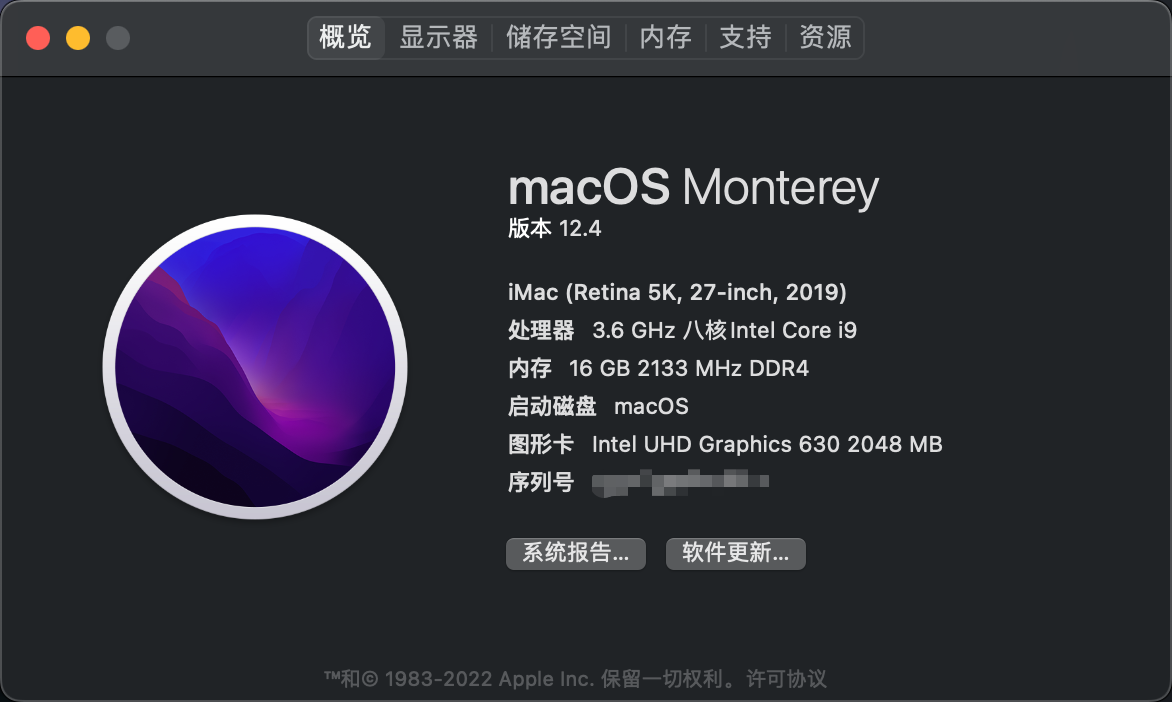 概览 显示器 储存空间 内存 支持 资源
macOS Monterey
版本 12.4
iMac (Retina 5K, 27-inch, 2019)
处理器 3.6 GHz 八核Intel Core i9
内存 16 GB 2133 MHz DDR4
启动磁盘 macOS
图形卡 Intel UHD Graphics 630 2048 MB
序列号
系统报告... 软件更新...
™和© 1983-2022 Apple Inc. 保留一切权利。许可协议